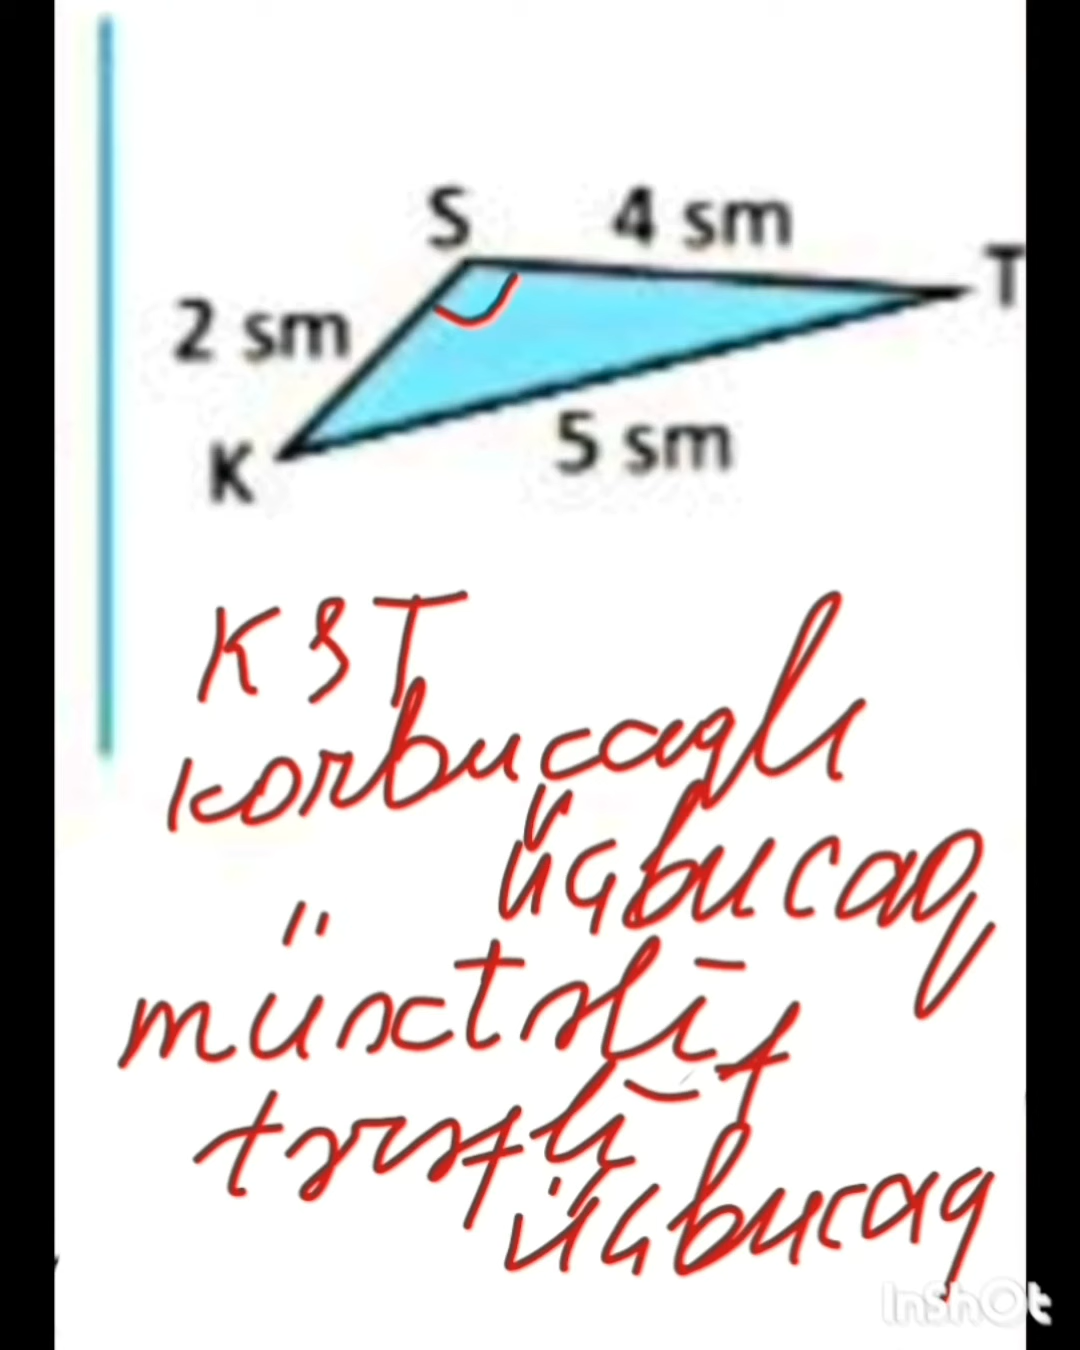 S 4 sm
T
2 sm
K
5 sm
KST
korbucaqlı
üçbucaq
müxtəlif
tərəfli
üçbucaq
InShOt